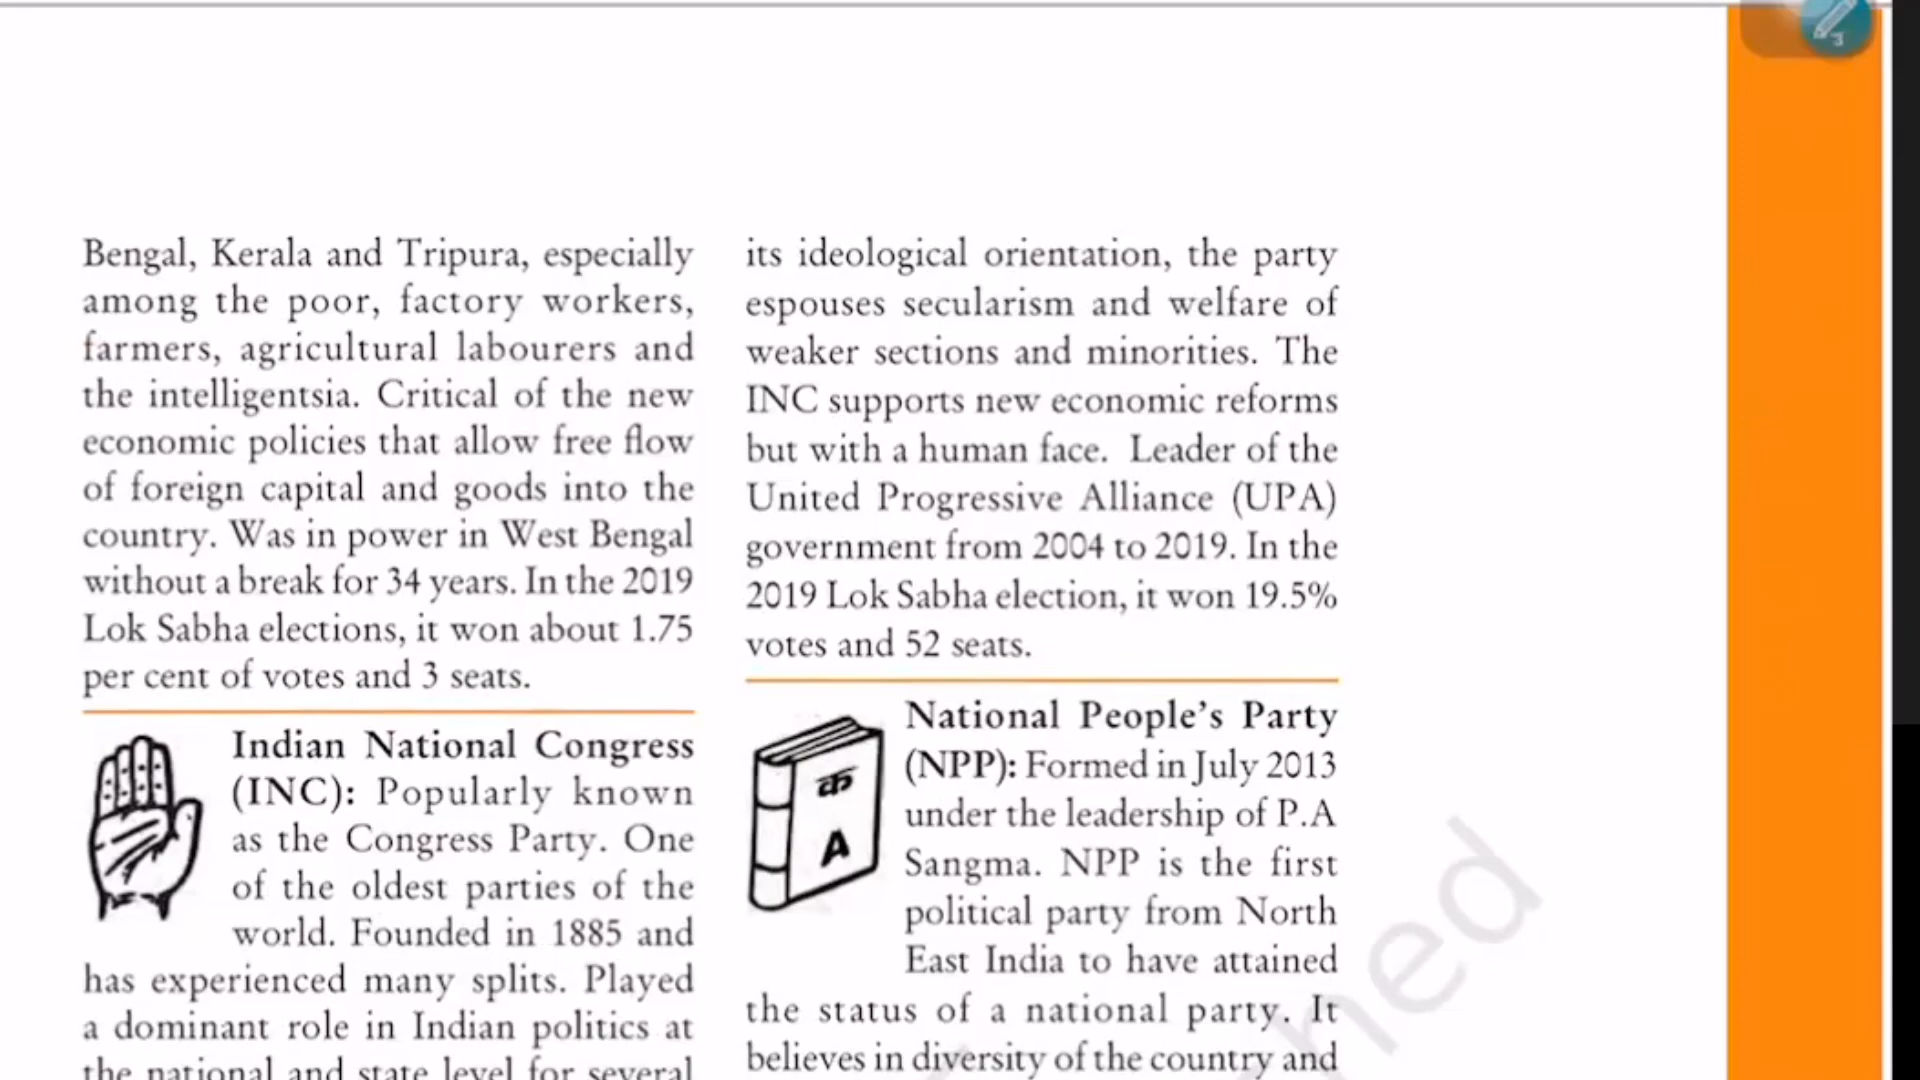 Bengal, Kerala and Tripura, especially
among the poor, factory workers,
farmers, agricultural labourers and
the intelligentsia. Critical of the new
economic policies that allow free flow
of foreign capital and goods into the
country. Was in power in West Bengal
without a break for 34 years. In the 2019
Lok Sabha elections, it won about 1.75
per cent of votes and 3 seats.
Indian National Congress
(INC): Popularly known
as the Congress Party. One
of the oldest parties of the
world. Founded in 1885 and
has experienced many splits. Played
a dominant role in Indian politics at
the national and state level for several
its ideological orientation, the party
espouses secularism and welfare of
weaker sections and minorities. The
INC supports new economic reforms
but with a human face. Leader of the
United Progressive Alliance (UPA)
government from 2004 to 2019. In the
2019 Lok Sabha election, it won 19.5%
votes and 52 seats.
क
A
National People's Party
(NPP): Formed in July 2013
under the leadership of P.A
Sangma. NPP is the first
political party from North
East India to have attained
the status of a national party. It
believes in diversity of the country and
3